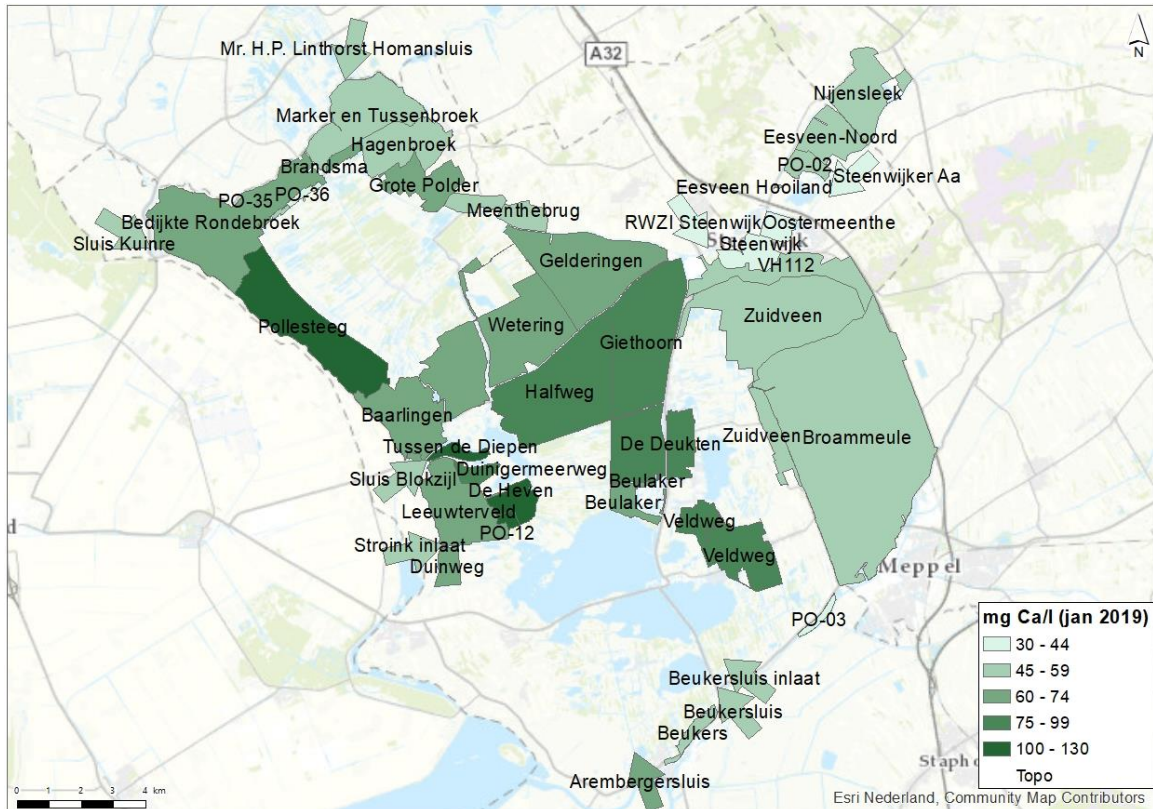 Mr. H.P. Linthorst Homansluis
A32
N
Nijensleek
Marker en Tussenbroek
Eesveen-Noord
Hagenbroek
Brandsma
PO-02
Steenwijker Aa
Grote Polder
Eesveen Hooiland
PO-35
PO-36
Meenthebrug
Bedijkte Rondebroek
RWZI Steenwijk
Oostermeenthe
Sluis Kuinre
Steenwijk
Gelderingen
VH112
Pollesteeg
Wetering
Zuidveen
Giethoorn
Halfweg
Baarlingen
De Deukten
Zuidveen
Broammeule
Tussen de Diepen
Duinigermeerweg
Sluis Blokzijl
Beulaker
De Heven
Beulaker
Leeuwterveld
Veldweg
PO-12
Stroink inlaat
Veldweg
Duinweg
Meppel
PO-03
mg Ca/l (jan 2019)
30 - 44
45 - 59
60 - 74
75 - 99
100 - 130
Topo
Beukersluis inlaat
Beukersluis
Beukers
Arembergersluis
0 1 2 3 4 km
Esri Nederland, Community Map Contributors